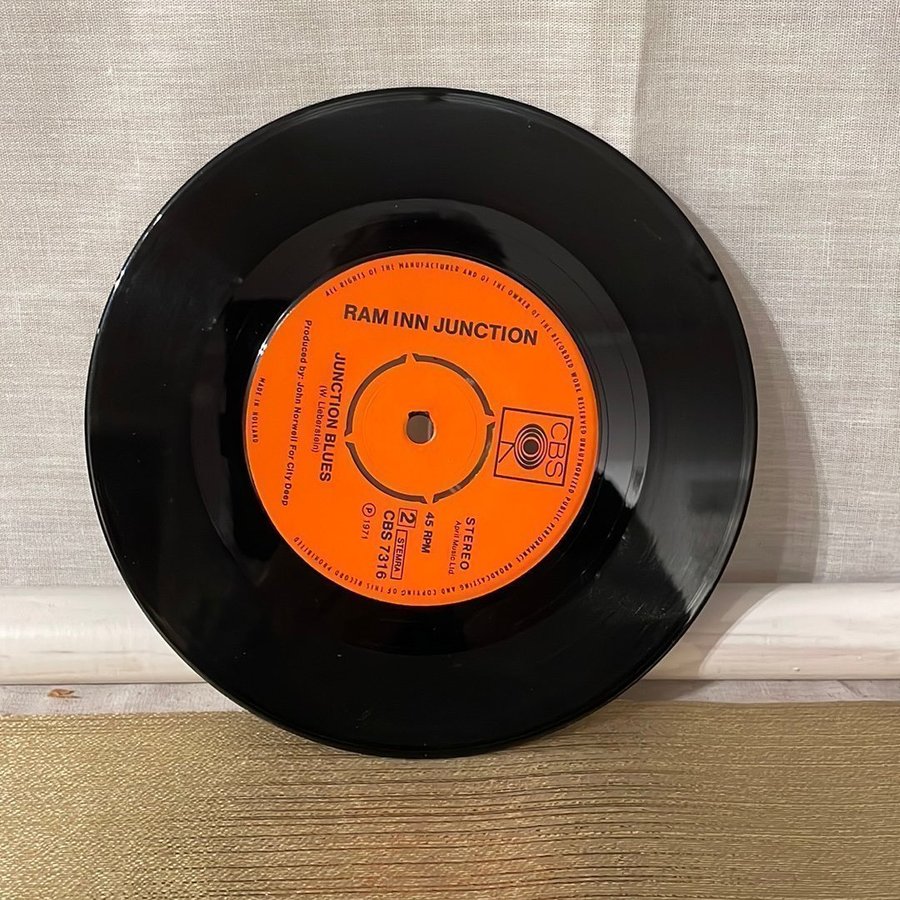 ALL RIGHTS OF THE MANUFACTURER AND OF THE OWNER OF THE RECORDED WORK RESERVED UNAUTHORIZED PUBLIC PERFORMANCE BROADCASTING AND COPYING OF THIS RECORD PROHIBITED
MADE IN HOLLAND
CBS
STEREO
April Music Ltd
45 RPM
2 STEMRA
CBS 7316
℗ 1971
JUNCTION BLUES
(W. Lieberstein)
Produced by: John Norwell For City Deep
RAM INN JUNCTION